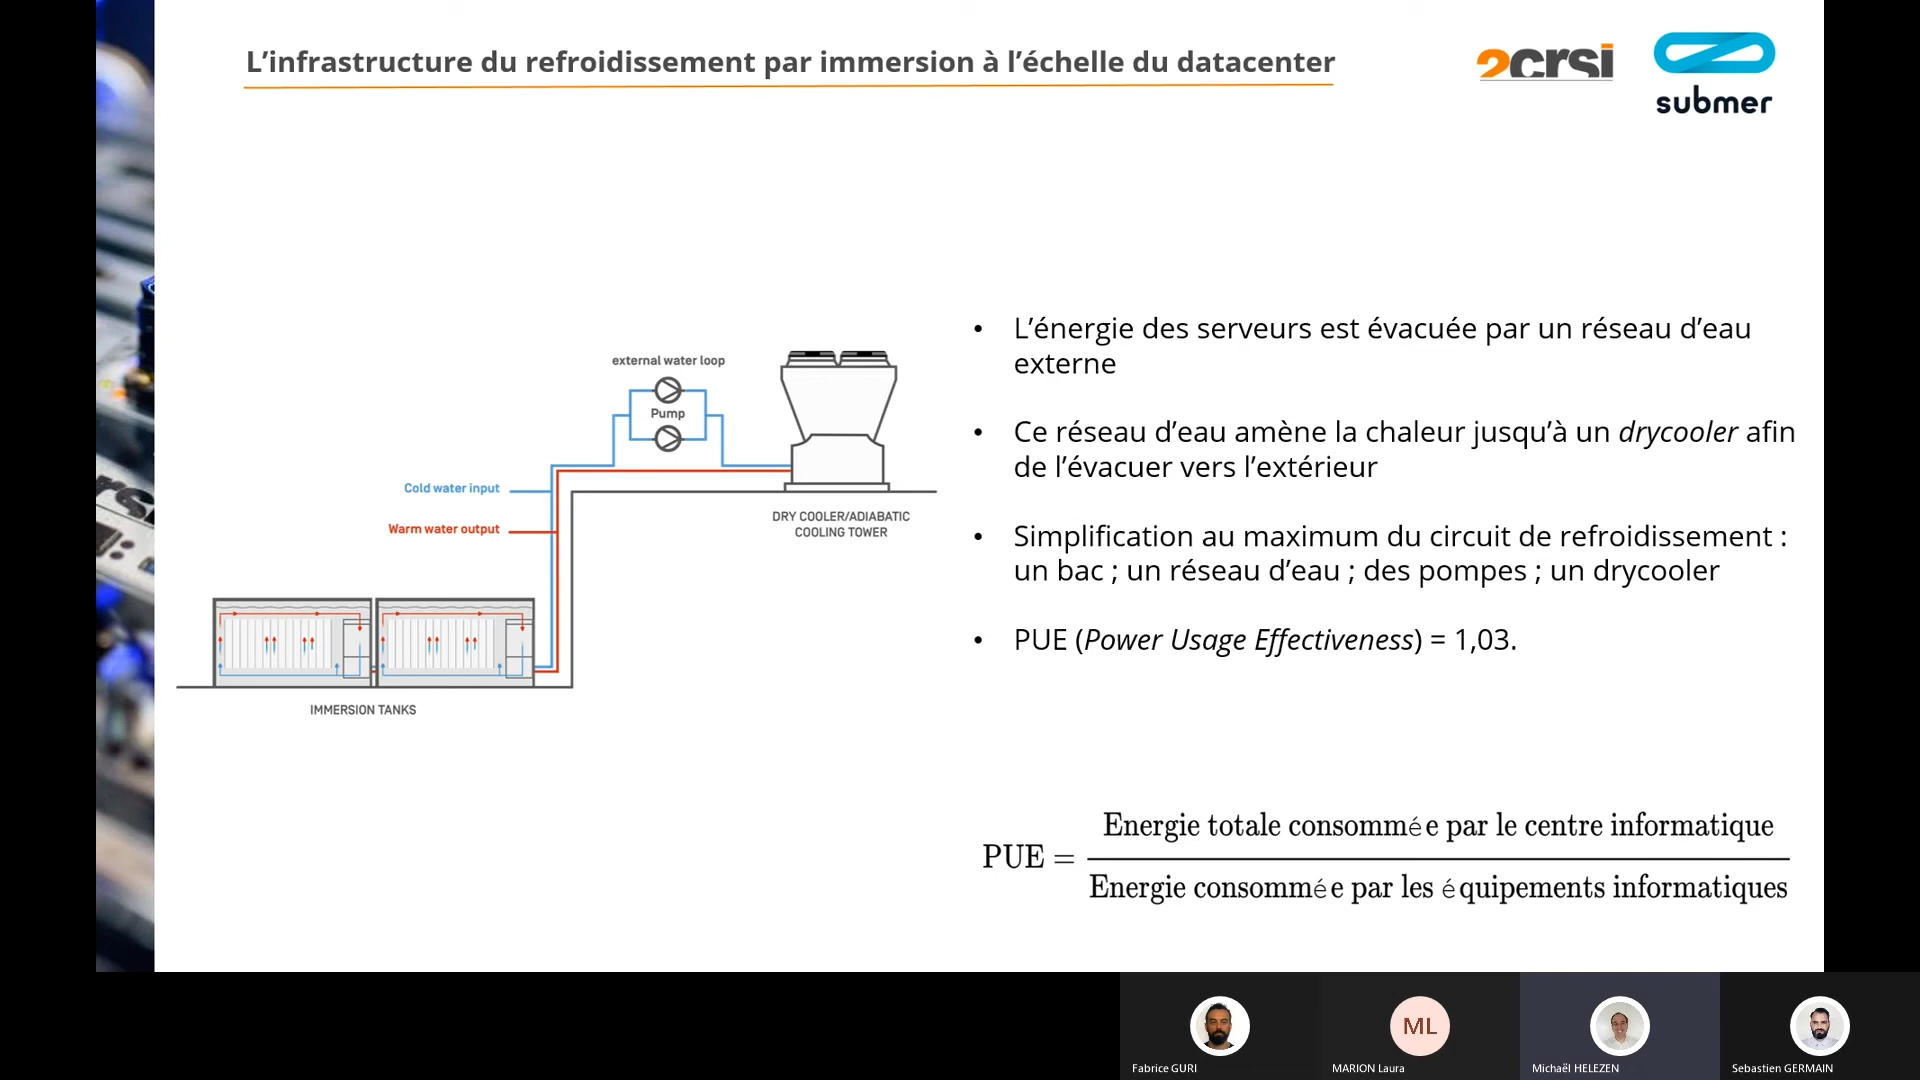 L’infrastructure du refroidissement par immersion à l’échelle du datacenter
2crsi
submer
external water loop
Pump
Cold water input
Warm water output
DRY COOLER/ADIABATIC
COOLING TOWER
IMMERSION TANKS
• L’énergie des serveurs est évacuée par un réseau d’eau
externe
• Ce réseau d’eau amène la chaleur jusqu’à un drycooler afin
de l’évacuer vers l’extérieur
• Simplification au maximum du circuit de refroidissement :
un bac ; un réseau d’eau ; des pompes ; un drycooler
• PUE (Power Usage Effectiveness) = 1,03.
Energie totale consommée par le centre informatique
PUE =
Energie consommée par les équipements informatiques
ML
Fabrice GURI
MARION Laura
Michaël HELEZEN
Sebastien GERMAIN